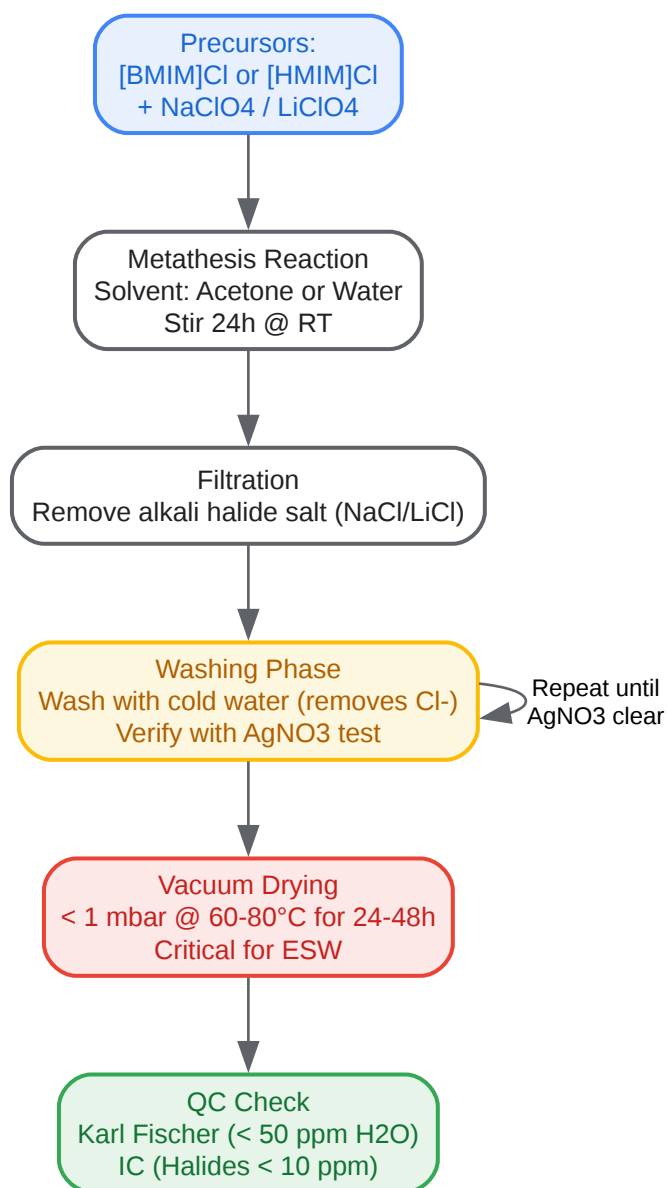 Precursors:
[BMIM]Cl or [HMIM]Cl
+ NaClO4 / LiClO4
Metathesis Reaction
Solvent: Acetone or Water
Stir 24h @ RT
Filtration
Remove alkali halide salt (NaCl/LiCl)
Washing Phase
Wash with cold water (removes Cl-)
Verify with AgNO3 test
Repeat until
AgNO3 clear
Vacuum Drying
< 1 mbar @ 60-80°C for 24-48h
Critical for ESW
QC Check
Karl Fischer (< 50 ppm H2O)
IC (Halides < 10 ppm)